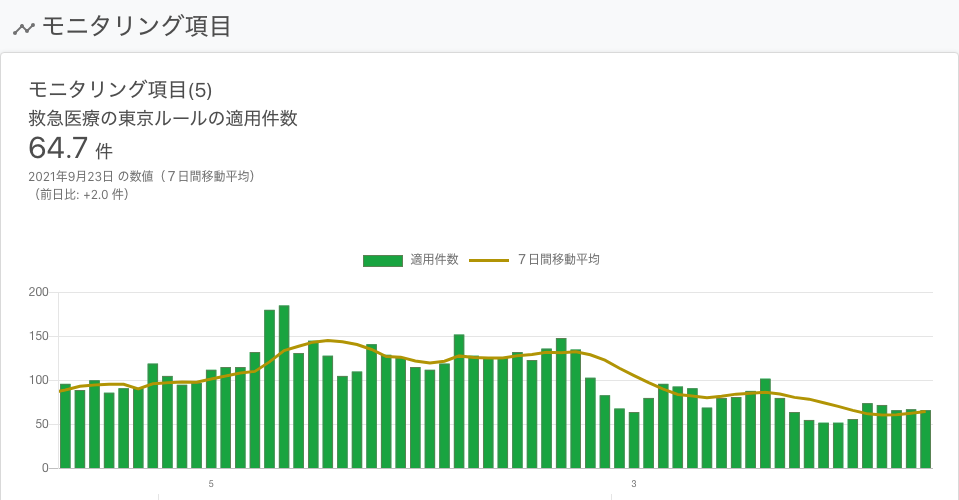 モニタリング項目
モニタリング項目(5)
救急医療の東京ルールの適用件数
64.7 件
2021年9月23日 の数値（７日間移動平均）
（前日比: +2.0 件）
適用件数 ７日間移動平均
200
150
100
50
0
5 3